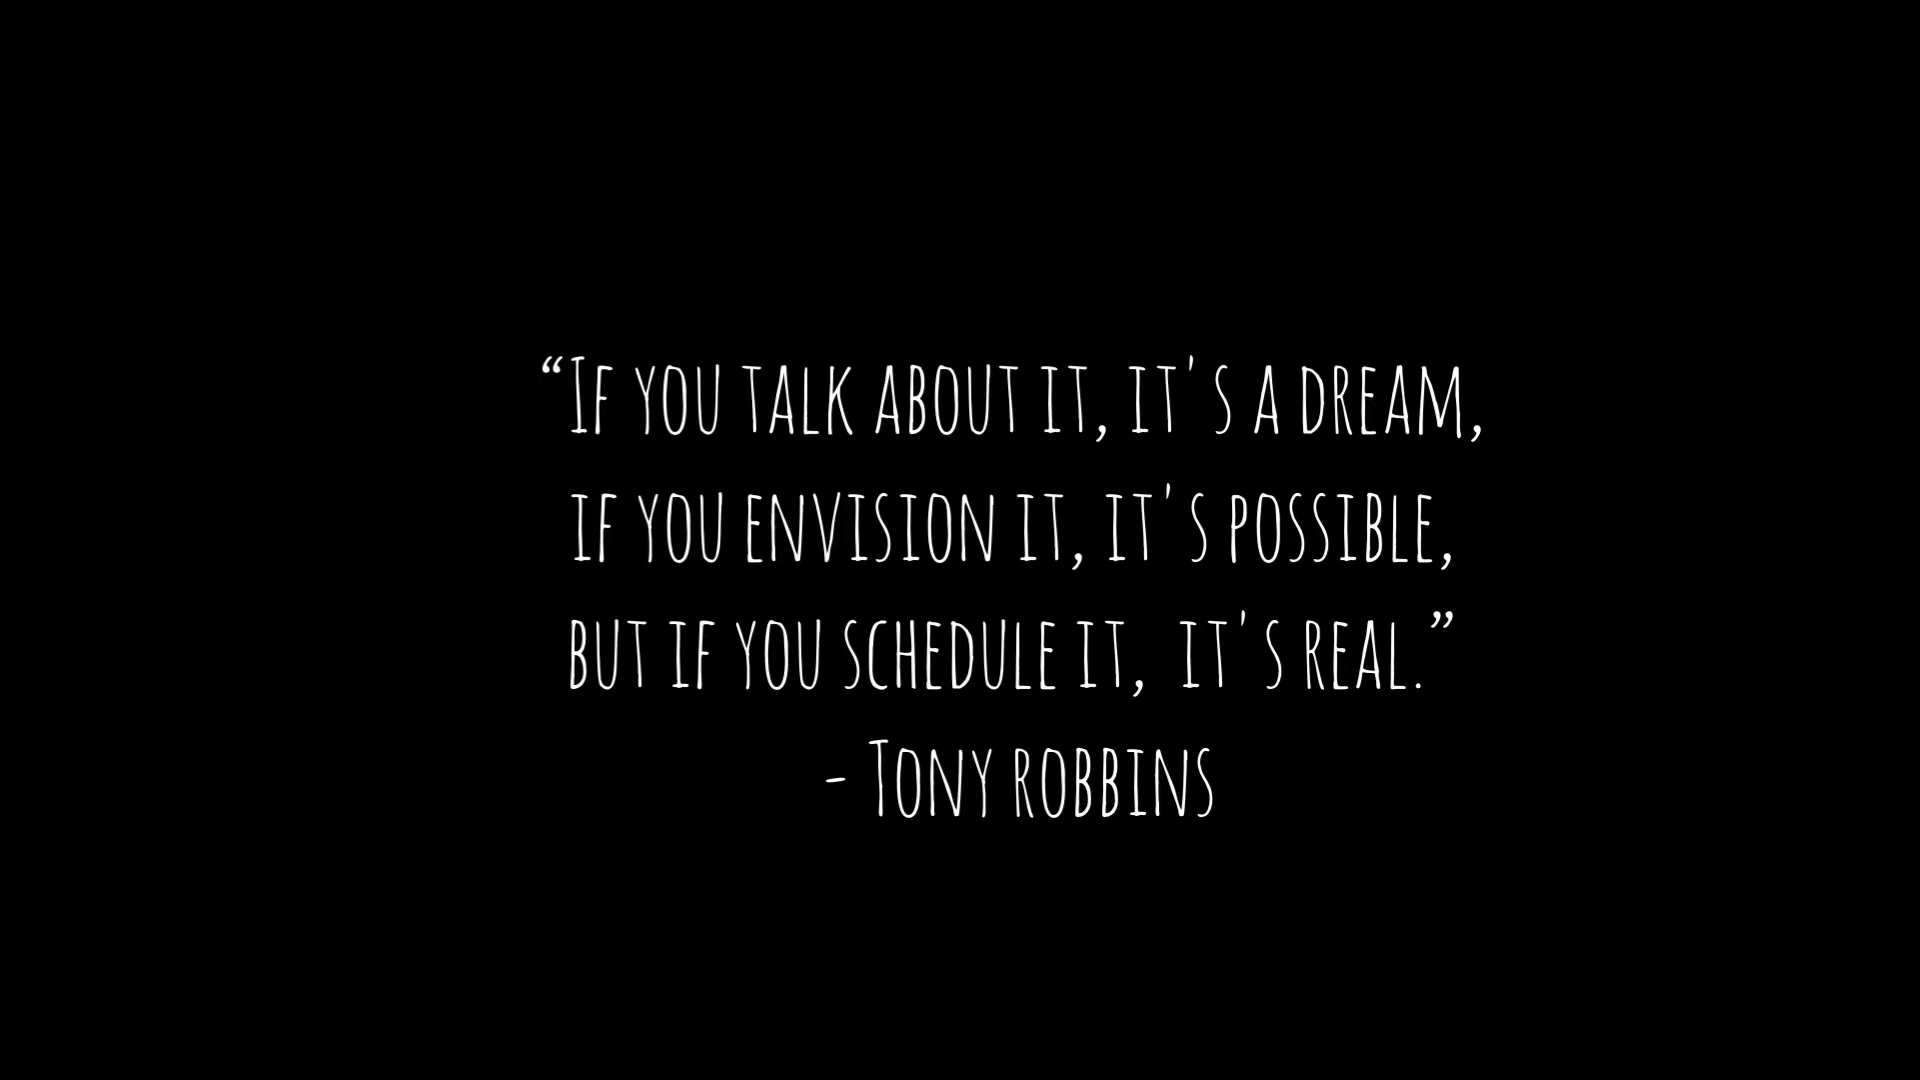 “If you talk about it, it's a dream,
if you envision it, it's possible,
but if you schedule it, it's real.”
- Tony Robbins